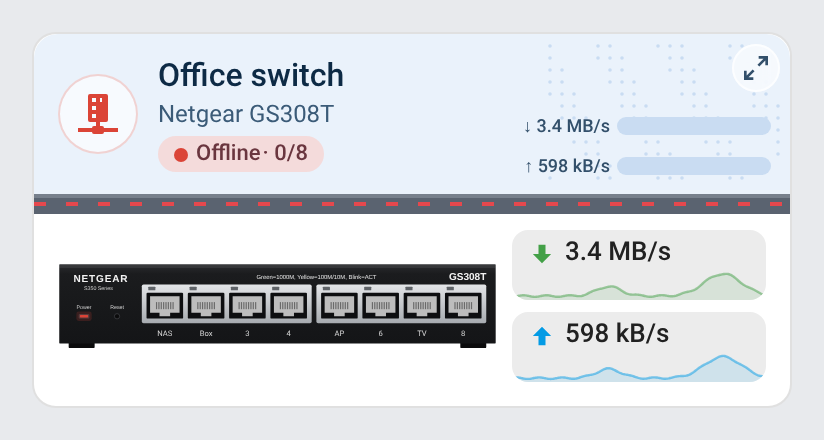 Office switch
Netgear GS308T
Offline · 0/8
↓ 3.4 MB/s
↑ 598 kB/s
NETGEAR
S350 Series
Green=1000M, Yellow=100M/10M, Blink=ACT
GS308T
Power
Reset
NAS Box 3 4 AP 6 TV 8
3.4 MB/s
598 kB/s